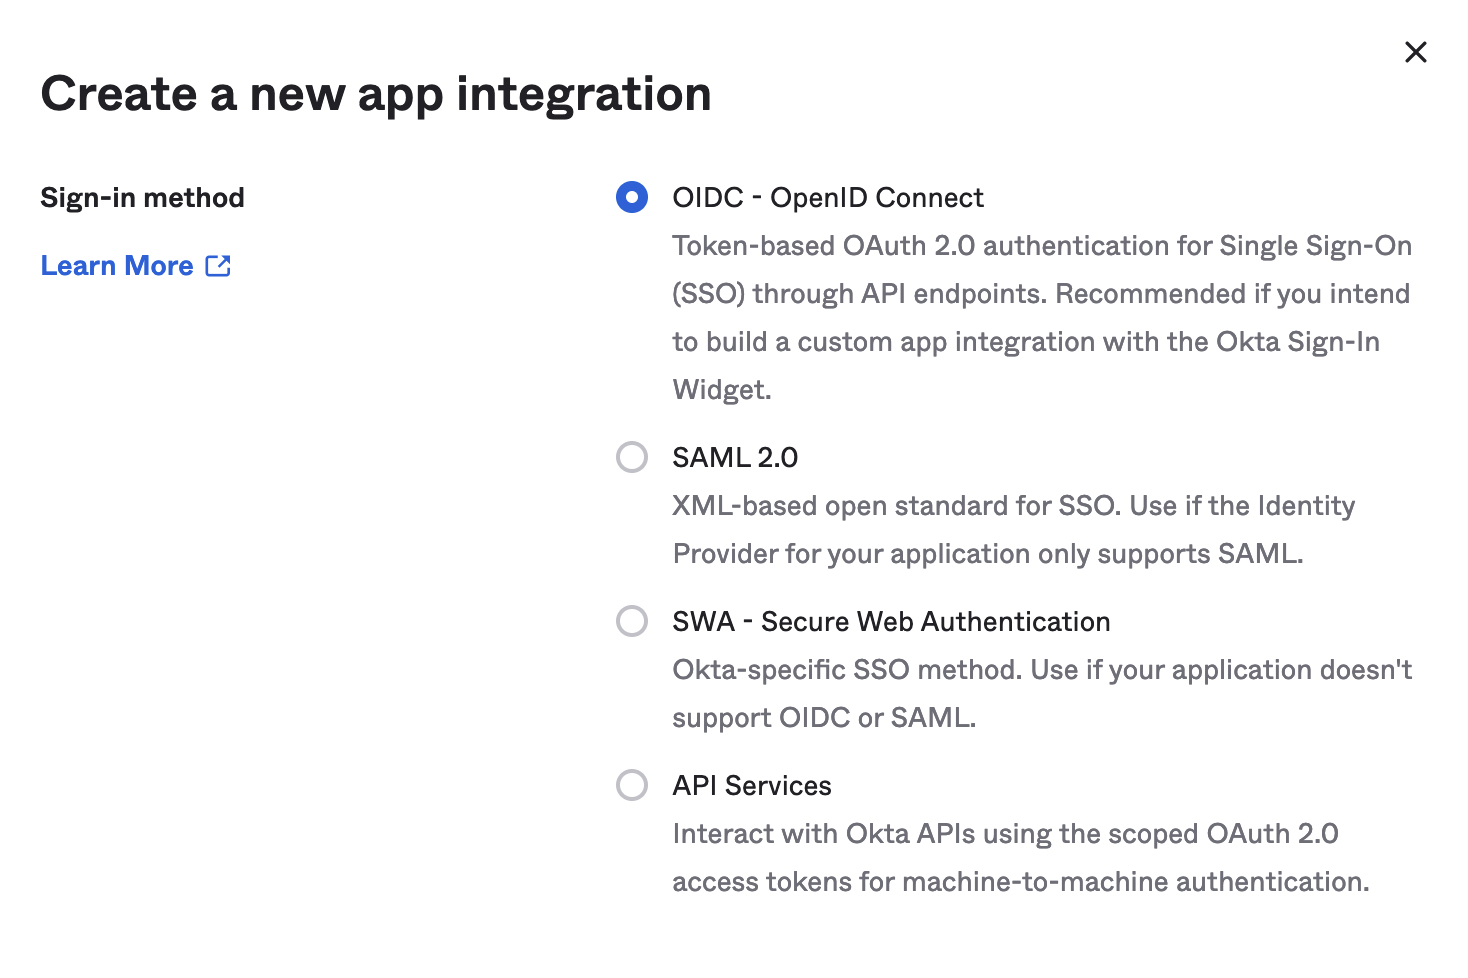 Create a new app integration
Sign-in method
Learn More
OIDC - OpenID Connect
Token-based OAuth 2.0 authentication for Single Sign-On
(SSO) through API endpoints. Recommended if you intend
to build a custom app integration with the Okta Sign-In
Widget.
SAML 2.0
XML-based open standard for SSO. Use if the Identity
Provider for your application only supports SAML.
SWA - Secure Web Authentication
Okta-specific SSO method. Use if your application doesn't
support OIDC or SAML.
API Services
Interact with Okta APIs using the scoped OAuth 2.0
access tokens for machine-to-machine authentication.